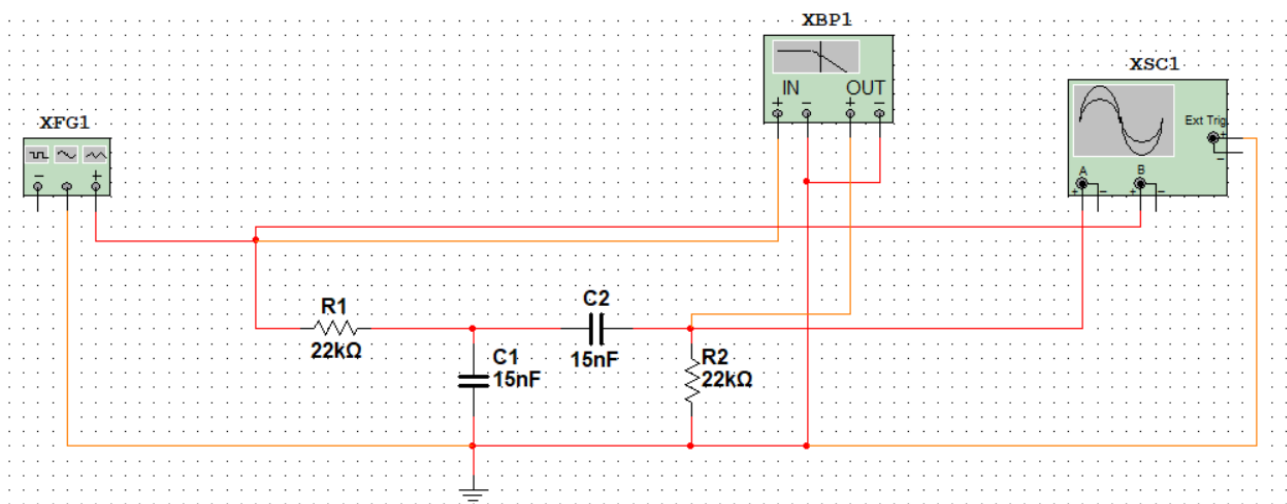 XBP1
XSC1
IN OUT
+ − + −
XFG1
− +
Ext Trig
+
−
A B
+ − + −
R1
22kΩ
C1
15nF
C2
15nF
R2
22kΩ